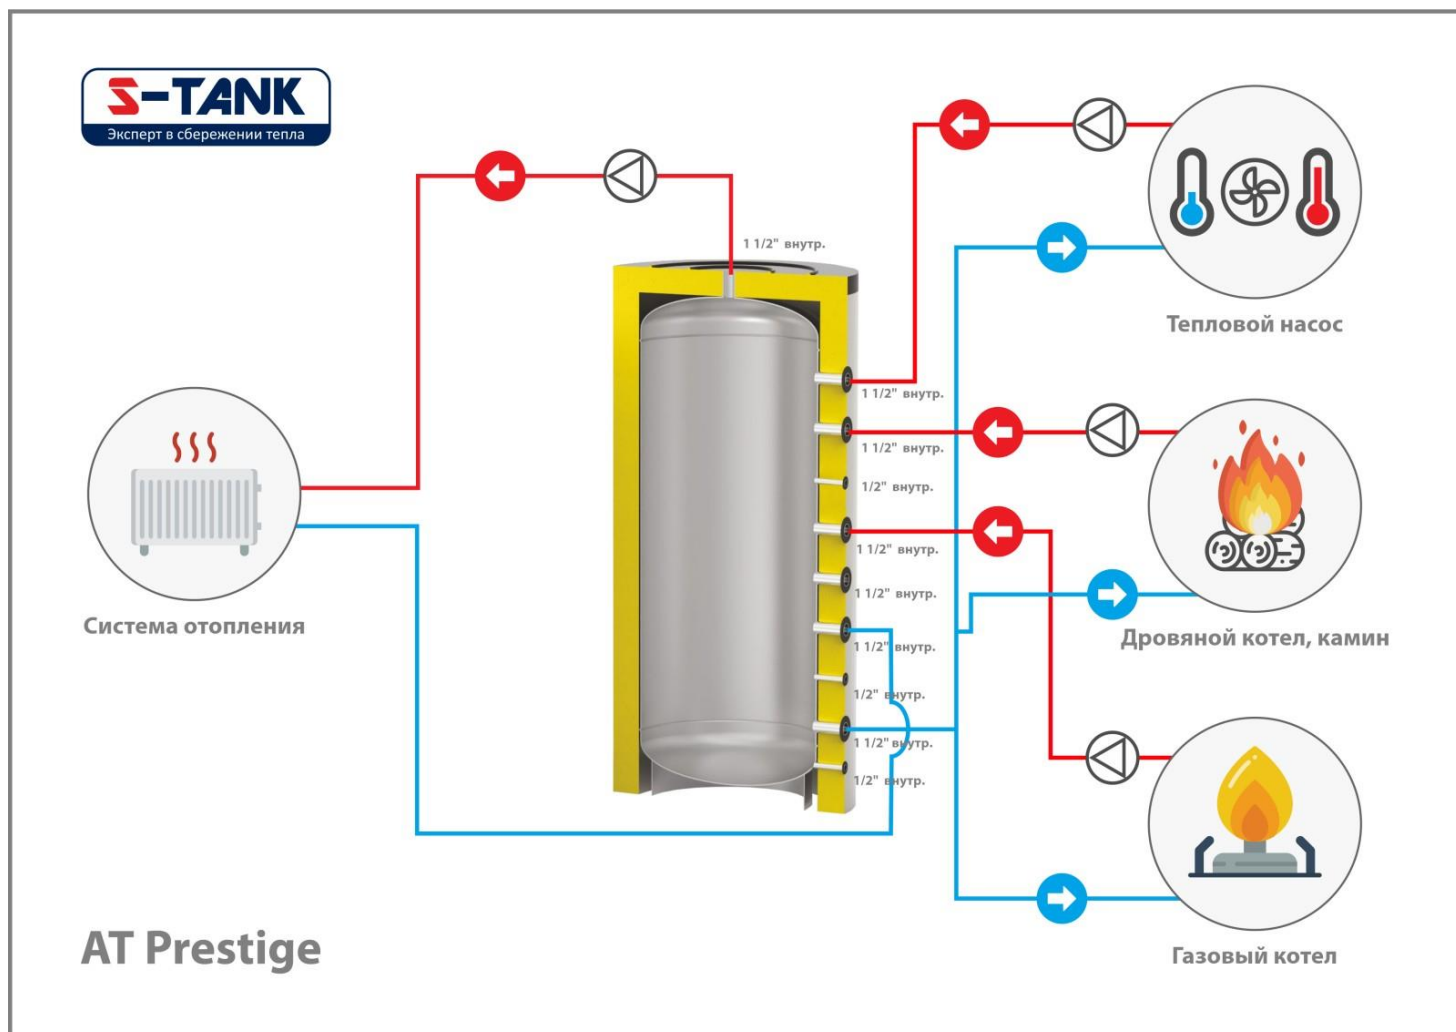 S-TANK
Эксперт в сбережении тепла
1 1/2" внутр.
Тепловой насос
1 1/2" внутр.
1 1/2" внутр.
1/2" внутр.
1 1/2" внутр.
1 1/2" внутр.
1 1/2" внутр.
1/2" внутр.
1 1/2" внутр.
1/2" внутр.
Система отопления
Дровяной котел, камин
Газовый котел
AT Prestige